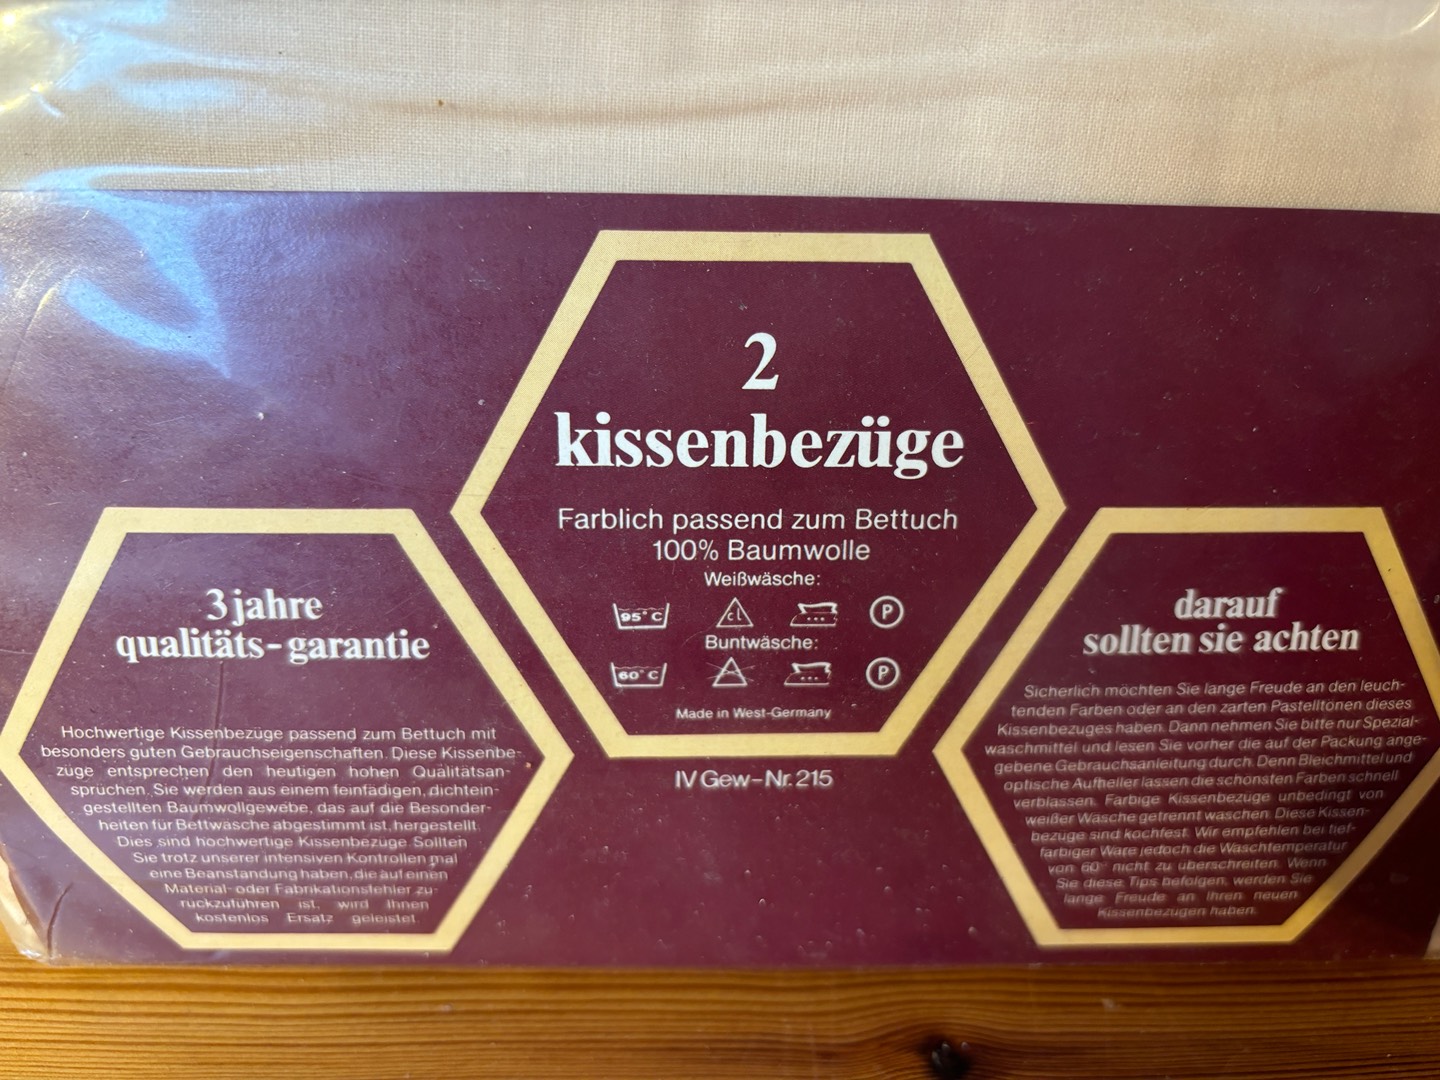 2
kissenbezüge
Farblich passend zum Bettuch
100% Baumwolle
Weißwäsche:
95°C cl P
Buntwäsche:
60°C P
Made in West-Germany
IV Gew-Nr. 215
3 jahre
qualitäts-garantie
Hochwertige Kissenbezüge passend zum Bettuch mit
besonders guten Gebrauchseigenschaften. Diese Kissenbe-
züge entsprechen den heutigen hohen Qualitätsan-
sprüchen. Sie werden aus einem feinfädigen, dichtein-
gestellten Baumwollgewebe, das auf die Besonder-
heiten für Bettwäsche abgestimmt ist, hergestellt.
Dies sind hochwertige Kissenbezüge. Sollten
Sie trotz unserer intensiven Kontrollen mal
eine Beanstandung haben, die auf einen
Material- oder Fabrikationsfehler zu-
rückzuführen ist, wird Ihnen
kostenlos Ersatz geleistet.
darauf
sollten sie achten
Sicherlich möchten Sie lange Freude an den leuch-
tenden Farben oder an den zarten Pastelltönen dieses
Kissenbezuges haben. Dann nehmen Sie bitte nur Spezial-
waschmittel und lesen Sie vorher die auf der Packung ange-
gebene Gebrauchsanleitung durch. Denn Bleichmittel und
optische Aufheller lassen die schönsten Farben schnell
verblassen. Farbige Kissenbezüge unbedingt von
weißer Wäsche getrennt waschen. Diese Kissen-
bezüge sind kochfest. Wir empfehlen bei tief-
farbiger Ware jedoch die Waschtemperatur
von 60° nicht zu überschreiten. Wenn
Sie diese Tips befolgen, werden Sie
lange Freude an Ihren neuen
Kissenbezügen haben.